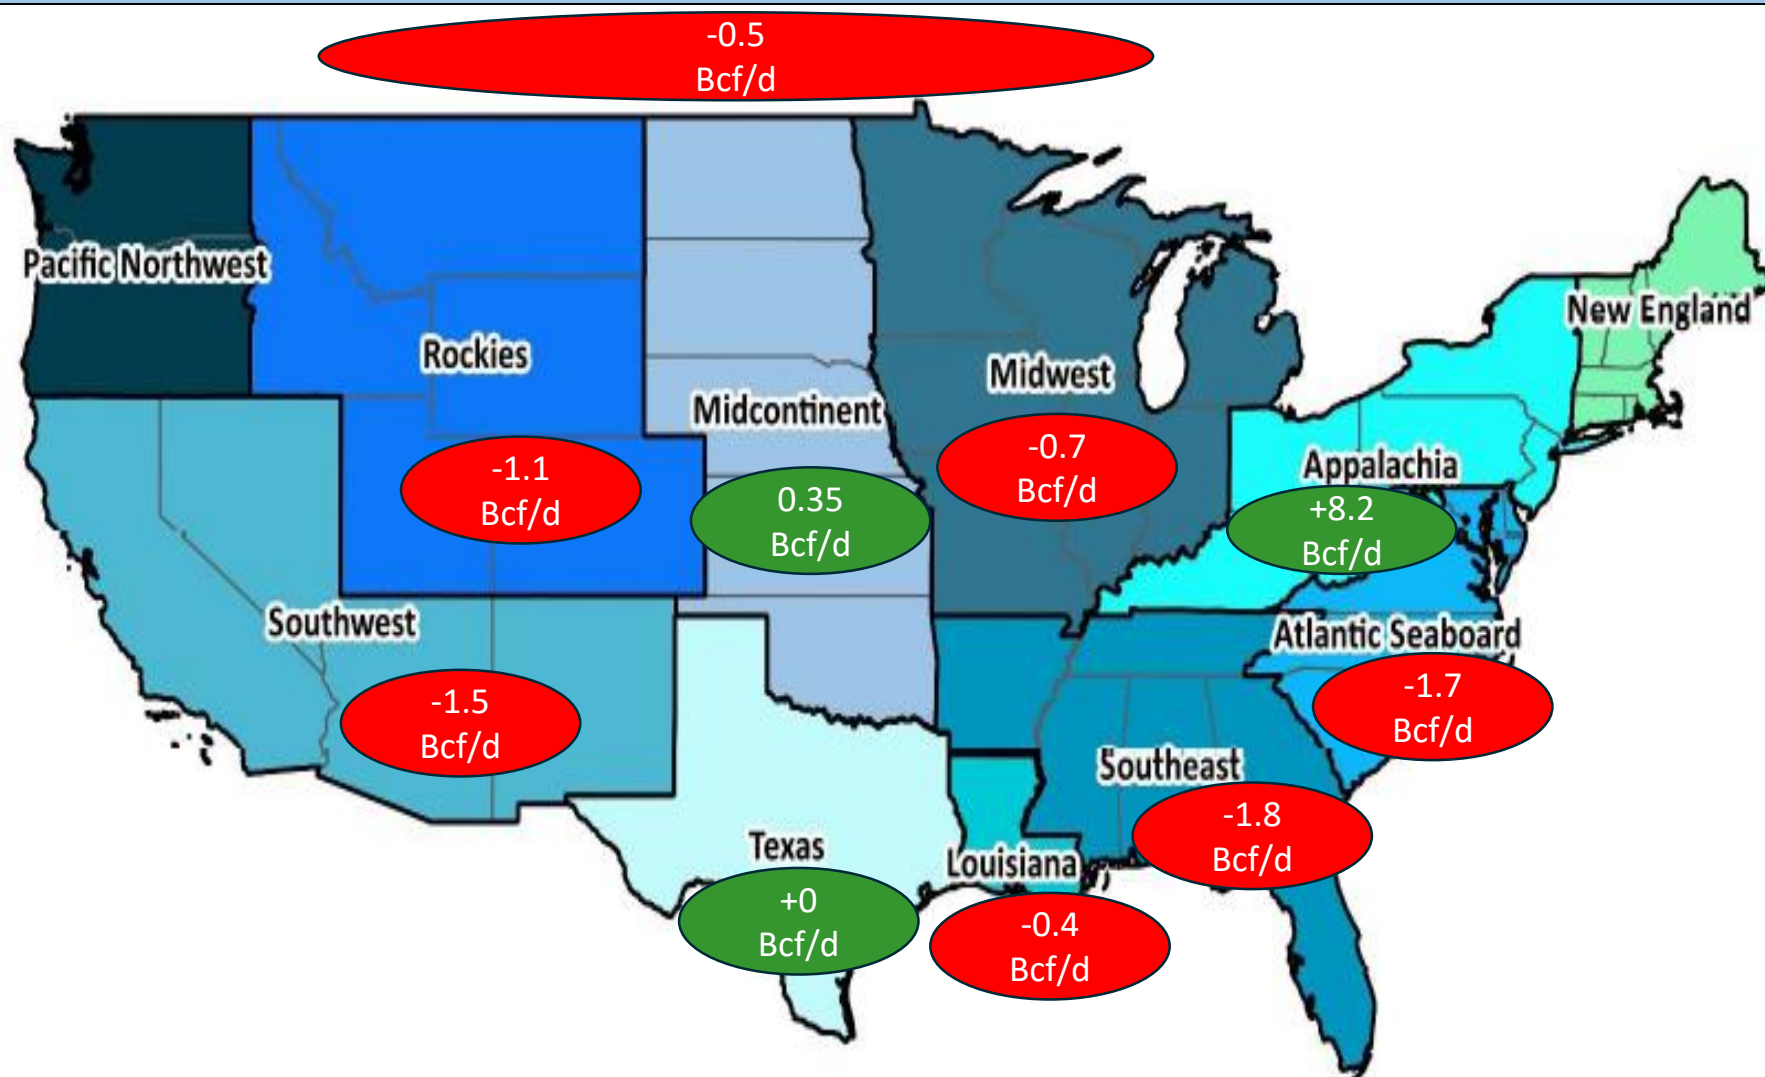 -0.5
Bcf/d
Pacific Northwest
New England
Rockies
Midwest
Midcontinent
-0.7
Bcf/d
Appalachia
-1.1
Bcf/d
0.35
Bcf/d
+8.2
Bcf/d
Southwest
Atlantic Seaboard
-1.5
Bcf/d
-1.7
Bcf/d
Southeast
-1.8
Bcf/d
Texas
Louisiana
+0
Bcf/d
-0.4
Bcf/d